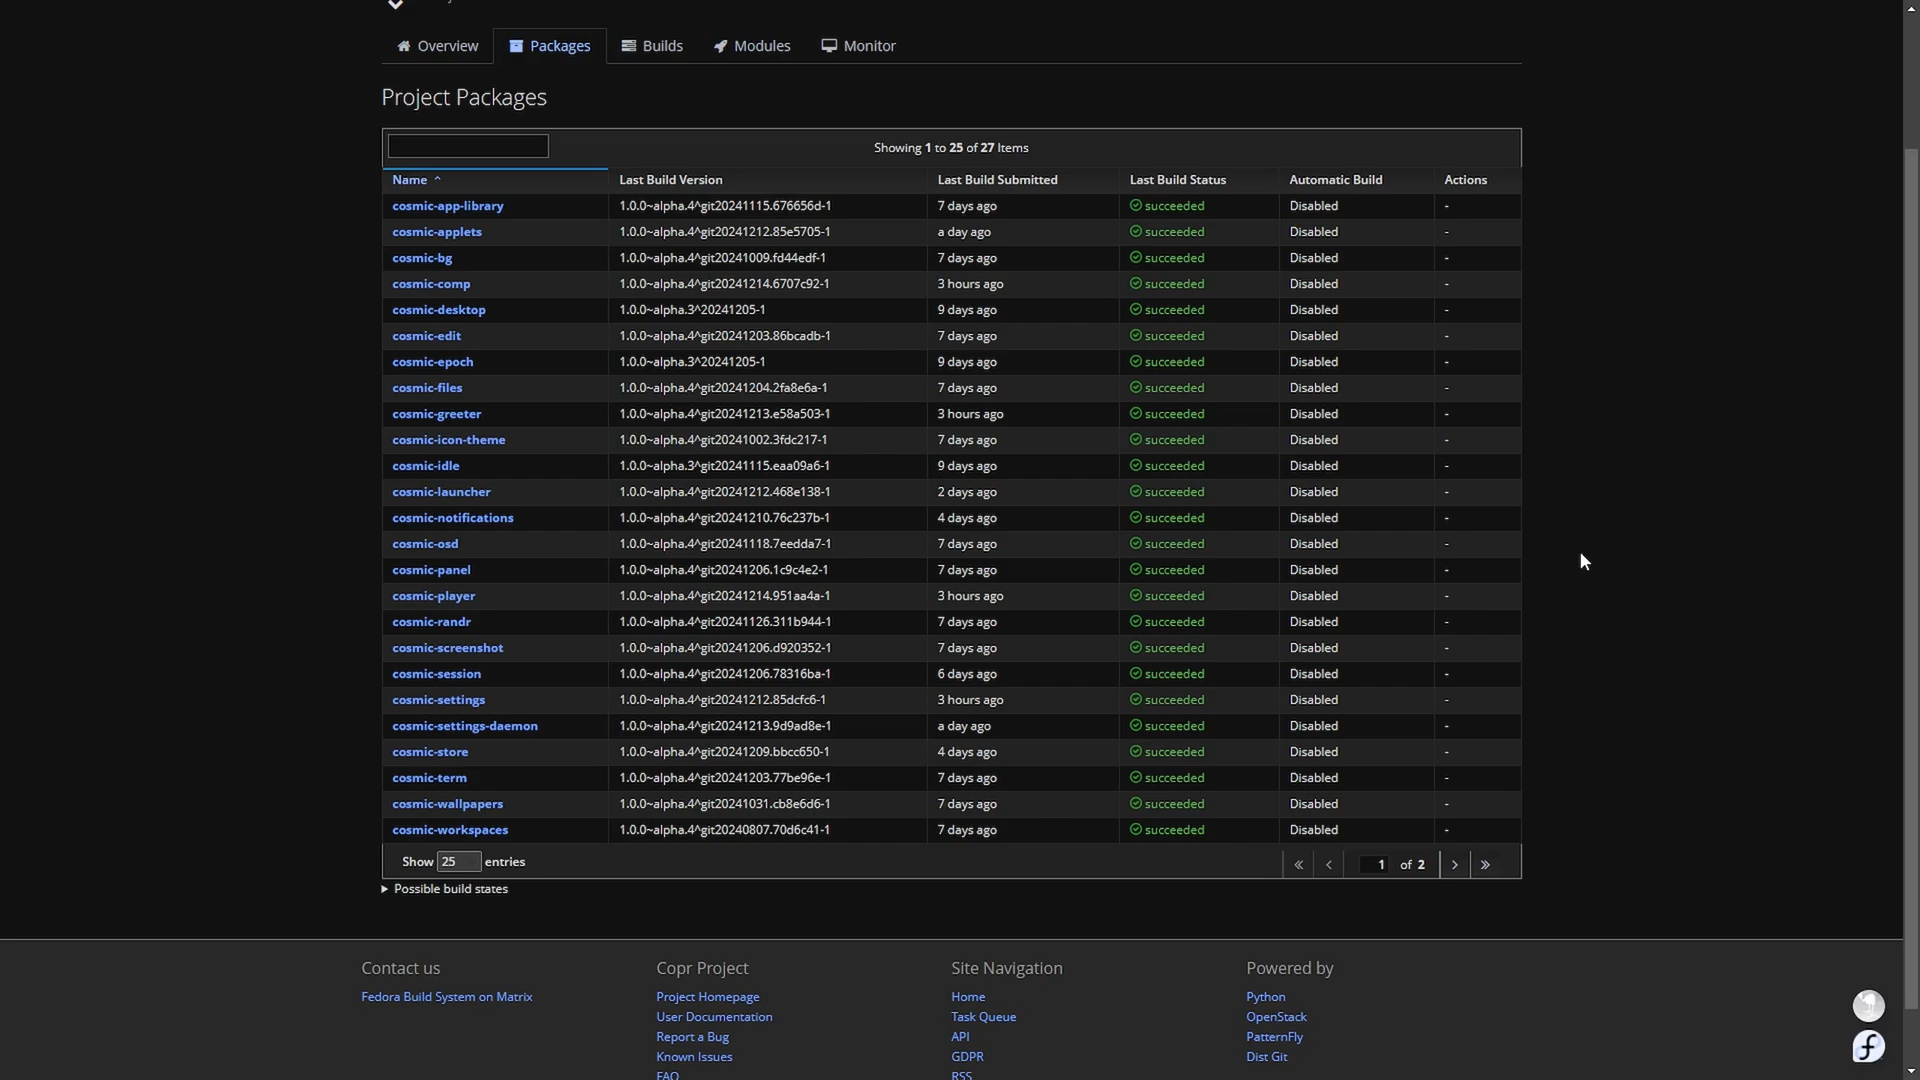 Overview Packages Builds Modules Monitor
Project Packages
Showing 1 to 25 of 27 Items
Name Last Build Version Last Build Submitted Last Build Status Automatic Build Actions
cosmic-app-library 1.0.0~alpha.4^git20241115.676656d-1 7 days ago succeeded Disabled -
cosmic-applets 1.0.0~alpha.4^git20241212.85e5705-1 a day ago succeeded Disabled -
cosmic-bg 1.0.0~alpha.4^git20241009.fd44edf-1 7 days ago succeeded Disabled -
cosmic-comp 1.0.0~alpha.4^git20241214.6707c92-1 3 hours ago succeeded Disabled -
cosmic-desktop 1.0.0~alpha.3^20241205-1 9 days ago succeeded Disabled -
cosmic-edit 1.0.0~alpha.4^git20241203.86bcadb-1 7 days ago succeeded Disabled -
cosmic-epoch 1.0.0~alpha.3^20241205-1 9 days ago succeeded Disabled -
cosmic-files 1.0.0~alpha.4^git20241204.2fa8e6a-1 7 days ago succeeded Disabled -
cosmic-greeter 1.0.0~alpha.4^git20241213.e58a503-1 3 hours ago succeeded Disabled -
cosmic-icon-theme 1.0.0~alpha.4^git20241002.3fdc217-1 7 days ago succeeded Disabled -
cosmic-idle 1.0.0~alpha.3^git20241115.eaa09a6-1 9 days ago succeeded Disabled -
cosmic-launcher 1.0.0~alpha.4^git20241212.468e138-1 2 days ago succeeded Disabled -
cosmic-notifications 1.0.0~alpha.4^git20241210.76c237b-1 4 days ago succeeded Disabled -
cosmic-osd 1.0.0~alpha.4^git20241118.7eedda7-1 7 days ago succeeded Disabled -
cosmic-panel 1.0.0~alpha.4^git20241206.1c9c4e2-1 7 days ago succeeded Disabled -
cosmic-player 1.0.0~alpha.4^git20241214.951aa4a-1 3 hours ago succeeded Disabled -
cosmic-randr 1.0.0~alpha.4^git20241126.311b944-1 7 days ago succeeded Disabled -
cosmic-screenshot 1.0.0~alpha.4^git20241206.d920352-1 7 days ago succeeded Disabled -
cosmic-session 1.0.0~alpha.4^git20241206.78316ba-1 6 days ago succeeded Disabled -
cosmic-settings 1.0.0~alpha.4^git20241212.85dcfc6-1 3 hours ago succeeded Disabled -
cosmic-settings-daemon 1.0.0~alpha.4^git20241213.9d9ad8e-1 a day ago succeeded Disabled -
cosmic-store 1.0.0~alpha.4^git20241209.bbcc650-1 4 days ago succeeded Disabled -
cosmic-term 1.0.0~alpha.4^git20241203.77be96e-1 7 days ago succeeded Disabled -
cosmic-wallpapers 1.0.0~alpha.4^git20241031.cb8e6d6-1 7 days ago succeeded Disabled -
cosmic-workspaces 1.0.0~alpha.4^git20240807.70d6c41-1 7 days ago succeeded Disabled -
Show 25 entries « ‹ 1 of 2 › »
Possible build states
Contact us Copr Project Site Navigation Powered by
Fedora Build System on Matrix Project Homepage Home Python
User Documentation Task Queue OpenStack
Report a Bug API PatternFly
Known Issues GDPR Dist Git
FAQ RSS